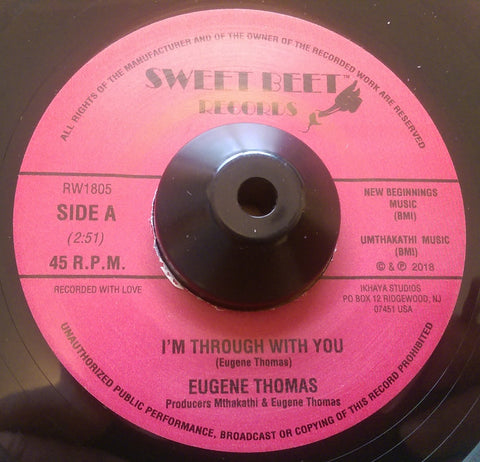 ALL RIGHTS OF THE MANUFACTURER AND OF THE OWNER OF THE RECORDED WORK ARE RESERVED
SWEET BEET™
RECORDS
RW1805
SIDE A
(2:51)
45 R.P.M.
RECORDED WITH LOVE
NEW BEGINNINGS
MUSIC
(BMI)
UMTHAKATHI MUSIC
(BMI)
© & ℗ 2018
IKHAYA STUDIOS
PO BOX 12 RIDGEWOOD, NJ
07451 USA
I'M THROUGH WITH YOU
(Eugene Thomas)
EUGENE THOMAS
Producers Mthakathi & Eugene Thomas
UNAUTHORIZED PUBLIC PERFORMANCE, BROADCAST OR COPYING OF THIS RECORD PROHIBITED